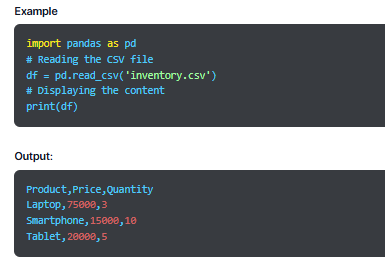 Example
import pandas as pd
# Reading the CSV file
df = pd.read_csv('inventory.csv')
# Displaying the content
print(df)
Output:
Product,Price,Quantity
Laptop,75000,3
Smartphone,15000,10
Tablet,20000,5